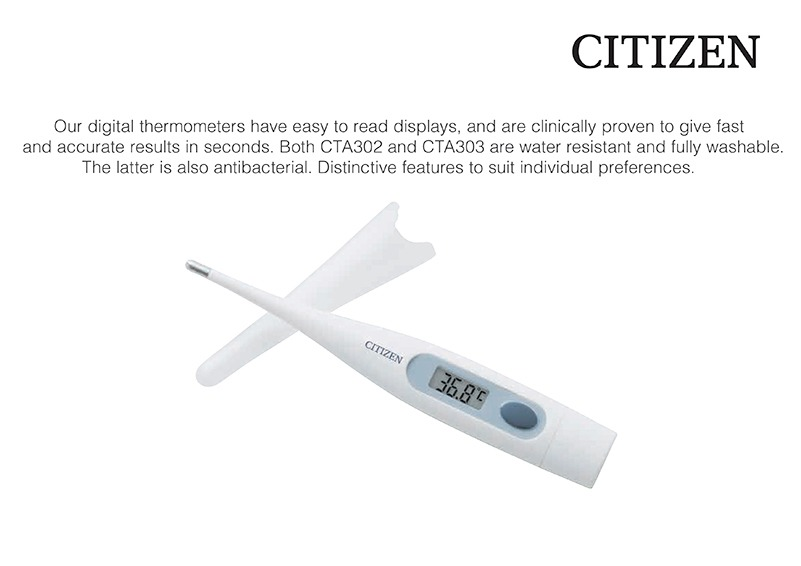 CITIZEN
Our digital thermometers have easy to read displays, and are clinically proven to give fast
and accurate results in seconds. Both CTA302 and CTA303 are water resistant and fully washable.
The latter is also antibacterial. Distinctive features to suit individual preferences.
CITIZEN
36.8°C